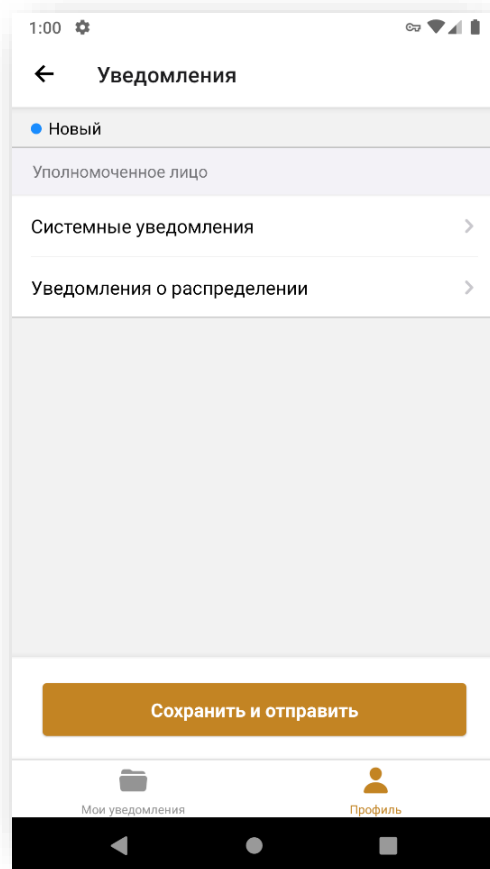 1:00
Уведомления
Новый
Уполномоченное лицо
Системные уведомления
Уведомления о распределении
Сохранить и отправить
Мои уведомления
Профиль